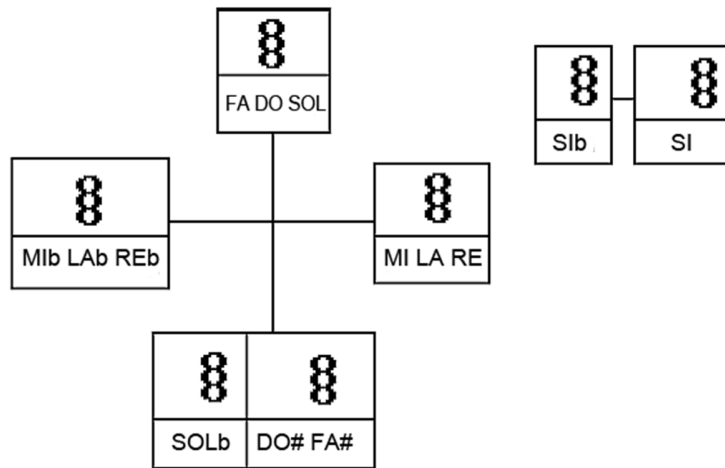 FA DO SOL
SIb SI
MIb LAb REb
MI LA RE
SOLb DO# FA#